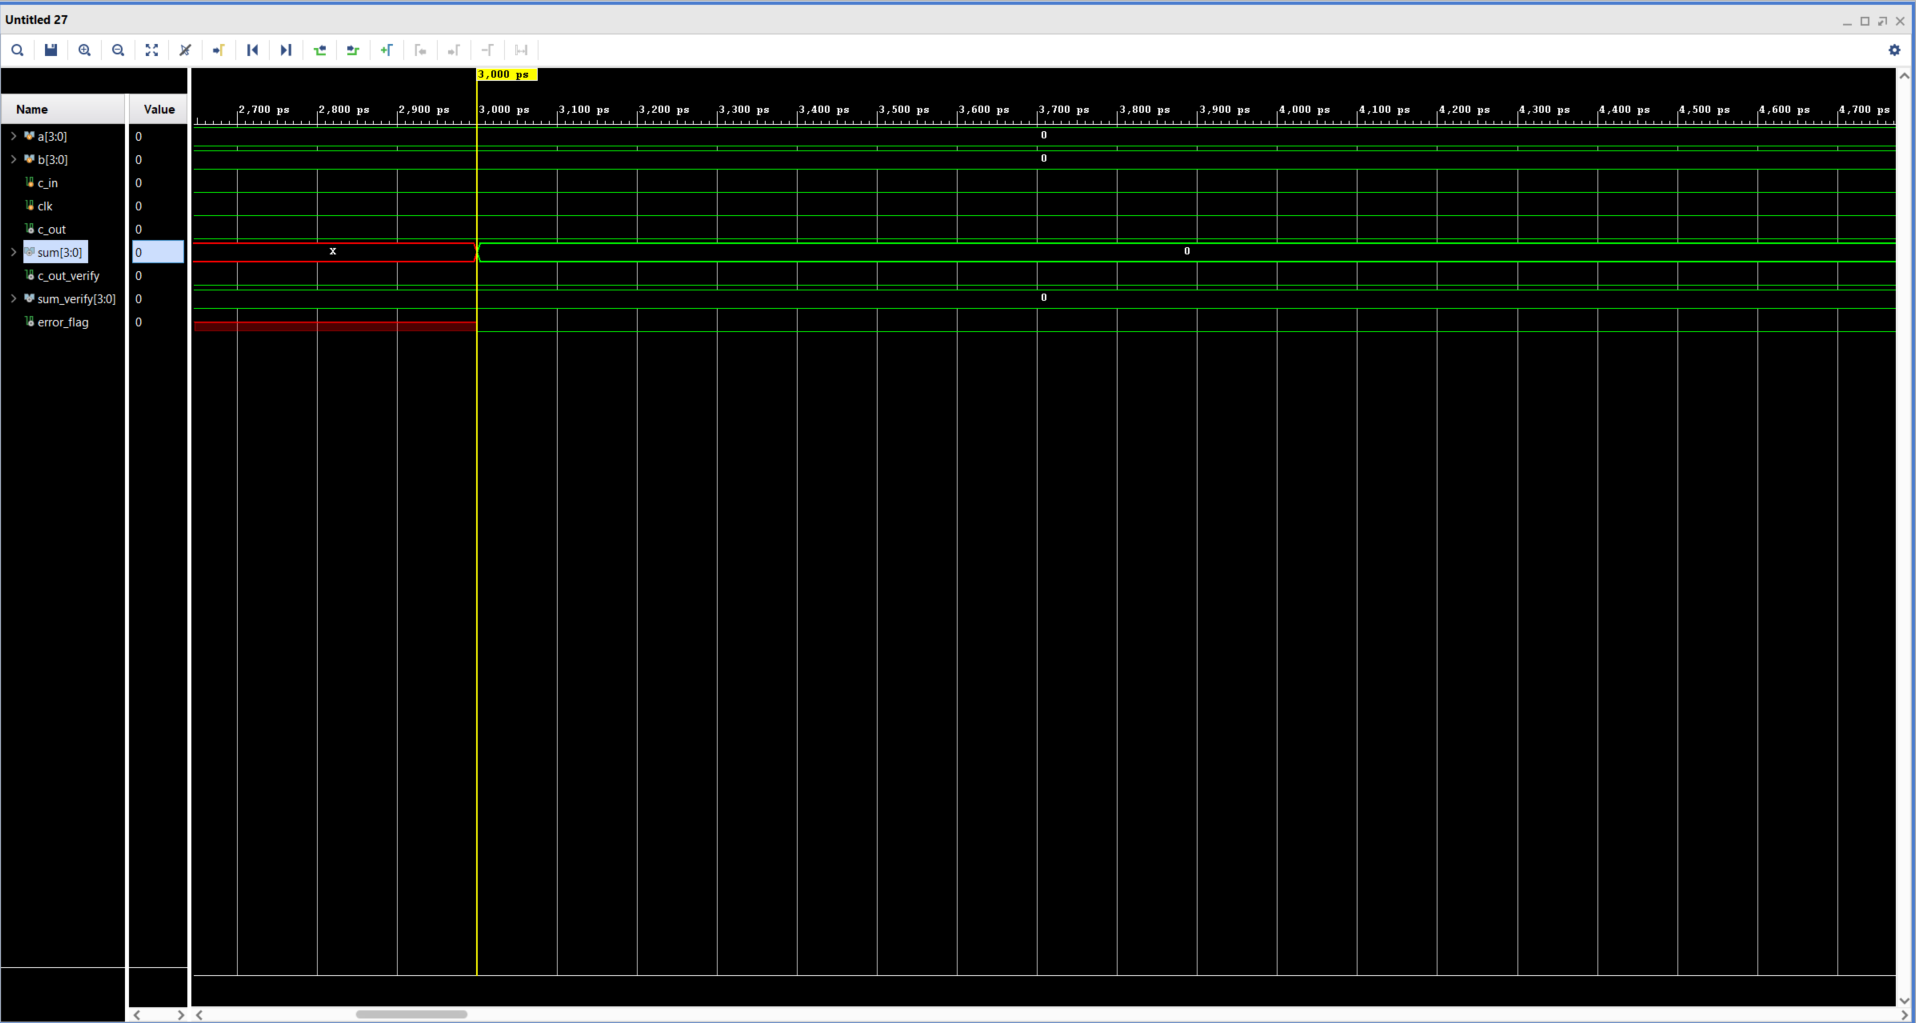 Untitled 27
3,000 ps
Name Value
2,700 ps 2,800 ps 2,900 ps 3,000 ps 3,100 ps 3,200 ps 3,300 ps 3,400 ps 3,500 ps 3,600 ps 3,700 ps 3,800 ps 3,900 ps 4,000 ps 4,100 ps 4,200 ps 4,300 ps 4,400 ps 4,500 ps 4,600 ps 4,700 ps
a[3:0] 0 0
b[3:0] 0 0
c_in 0
clk 0
c_out 0
sum[3:0] 0 X 0
c_out_verify 0
sum_verify[3:0] 0 0
error_flag 0